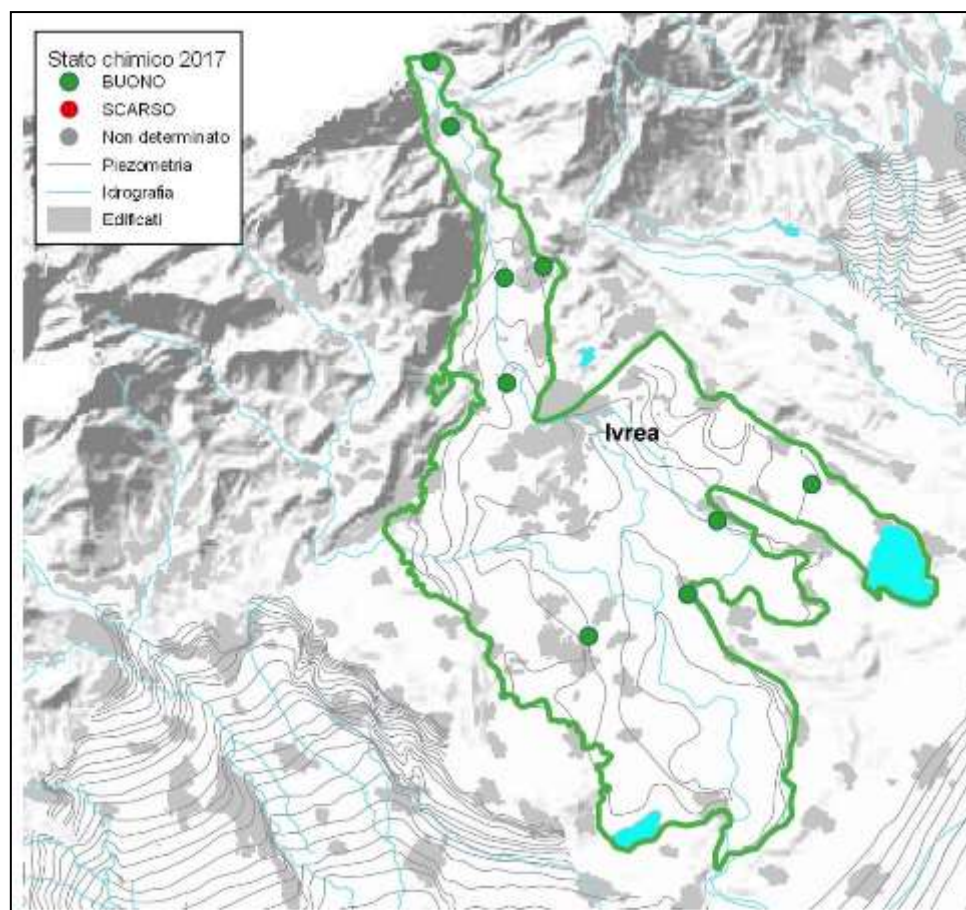 Stato chimico 2017
BUONO
SCARSO
Non determinato
Piezometria
Idrografia
Edificati
Ivrea